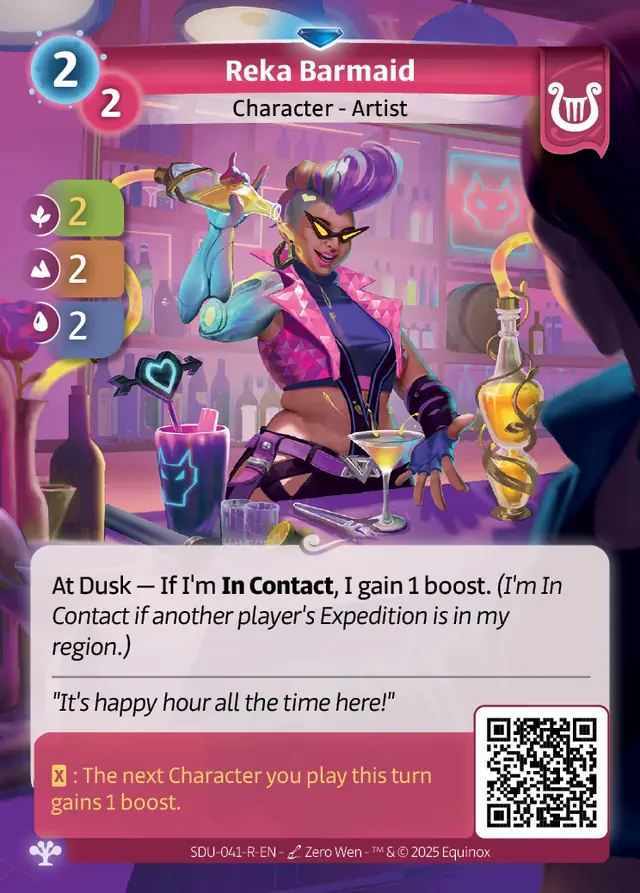 2
Reka Barmaid
2
Character - Artist
2
2
2
At Dusk — If I'm In Contact, I gain 1 boost. (I'm In
Contact if another player's Expedition is in my
region.)
"It's happy hour all the time here!"
X : The next Character you play this turn
gains 1 boost.
SDU-041-R-EN - Zero Wen - ™ & © 2025 Equinox